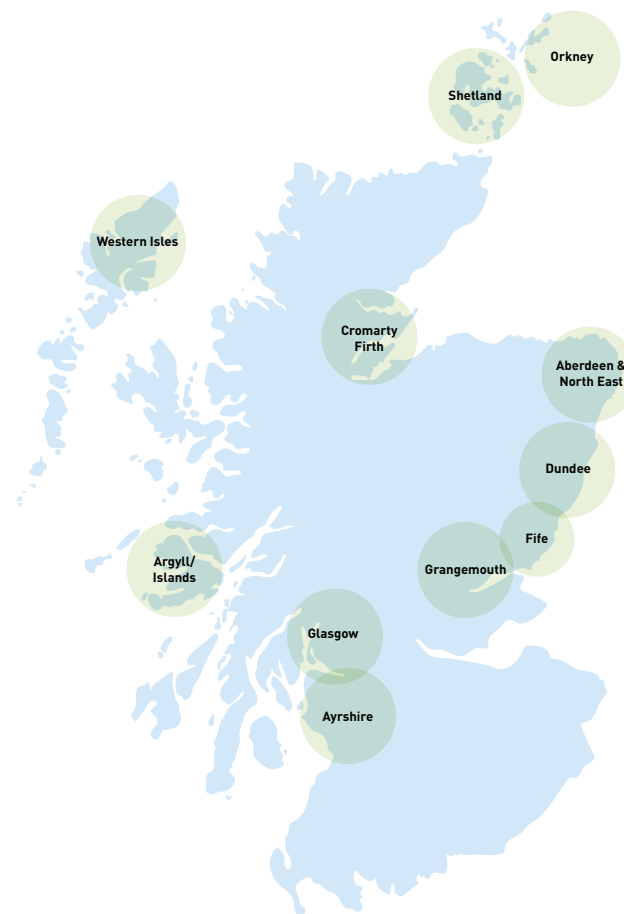 Orkney
Shetland
Western Isles
Cromarty
Firth
Aberdeen &
North East
Dundee
Fife
Argyll/
Islands
Grangemouth
Glasgow
Ayrshire